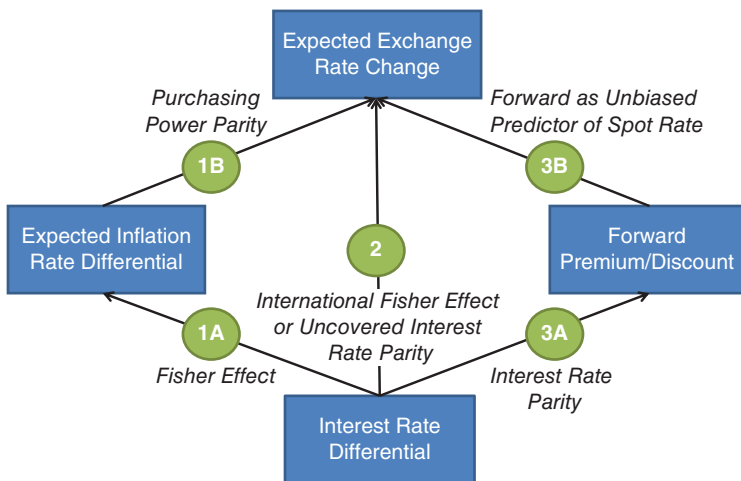 Expected Exchange
Rate Change
Purchasing
Power Parity
Forward as Unbiased
Predictor of Spot Rate
1B
3B
Expected Inflation
Rate Differential
2
Forward
Premium/Discount
International Fisher Effect
or Uncovered Interest
Rate Parity
1A
3A
Fisher Effect
Interest Rate
Parity
Interest Rate
Differential